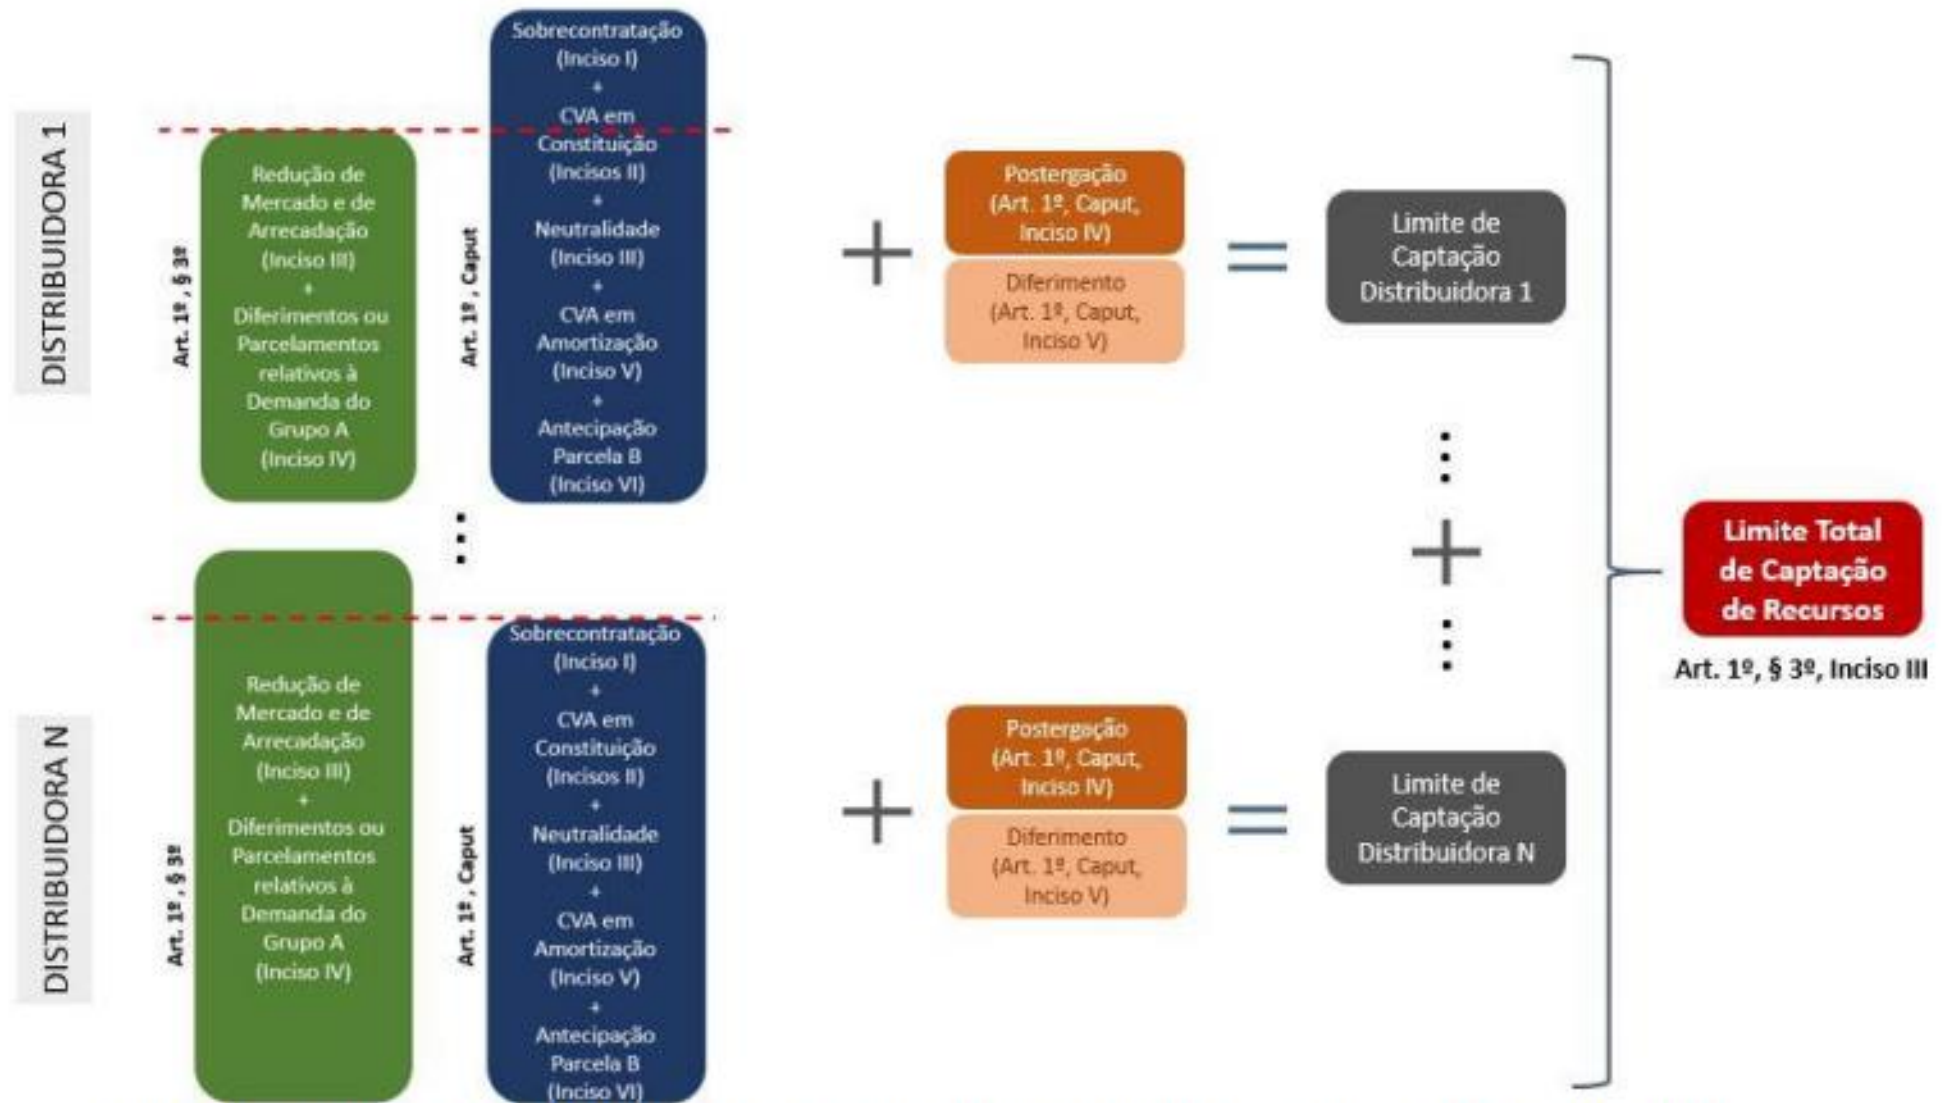 DISTRIBUIDORA 1
Art. 1º, § 3º
Redução de
Mercado e de
Arrecadação
(Inciso III)
+
Diferimentos ou
Parcelamentos
relativos à
Demanda do
Grupo A
(Inciso IV)
Art. 1º, Caput
Sobrecontratação
(Inciso I)
+
CVA em
Constituição
(Incisos II)
+
Neutralidade
(Inciso III)
+
CVA em
Amortização
(Inciso V)
+
Antecipação
Parcela B
(Inciso VI)
+
Postergação
(Art. 1º, Caput,
Inciso IV)
Diferimento
(Art. 1º, Caput,
Inciso V)
=
Limite de
Captação
Distribuidora 1
...
...
+
...
DISTRIBUIDORA N
Art. 1º, § 3º
Redução de
Mercado e de
Arrecadação
(Inciso III)
+
Diferimentos ou
Parcelamentos
relativos à
Demanda do
Grupo A
(Inciso IV)
Art. 1º, Caput
Sobrecontratação
(Inciso I)
+
CVA em
Constituição
(Incisos II)
+
Neutralidade
(Inciso III)
+
CVA em
Amortização
(Inciso V)
+
Antecipação
Parcela B
(Inciso VI)
+
Postergação
(Art. 1º, Caput,
Inciso IV)
Diferimento
(Art. 1º, Caput,
Inciso V)
=
Limite de
Captação
Distribuidora N
Limite Total
de Captação
de Recursos
Art. 1º, § 3º, Inciso III